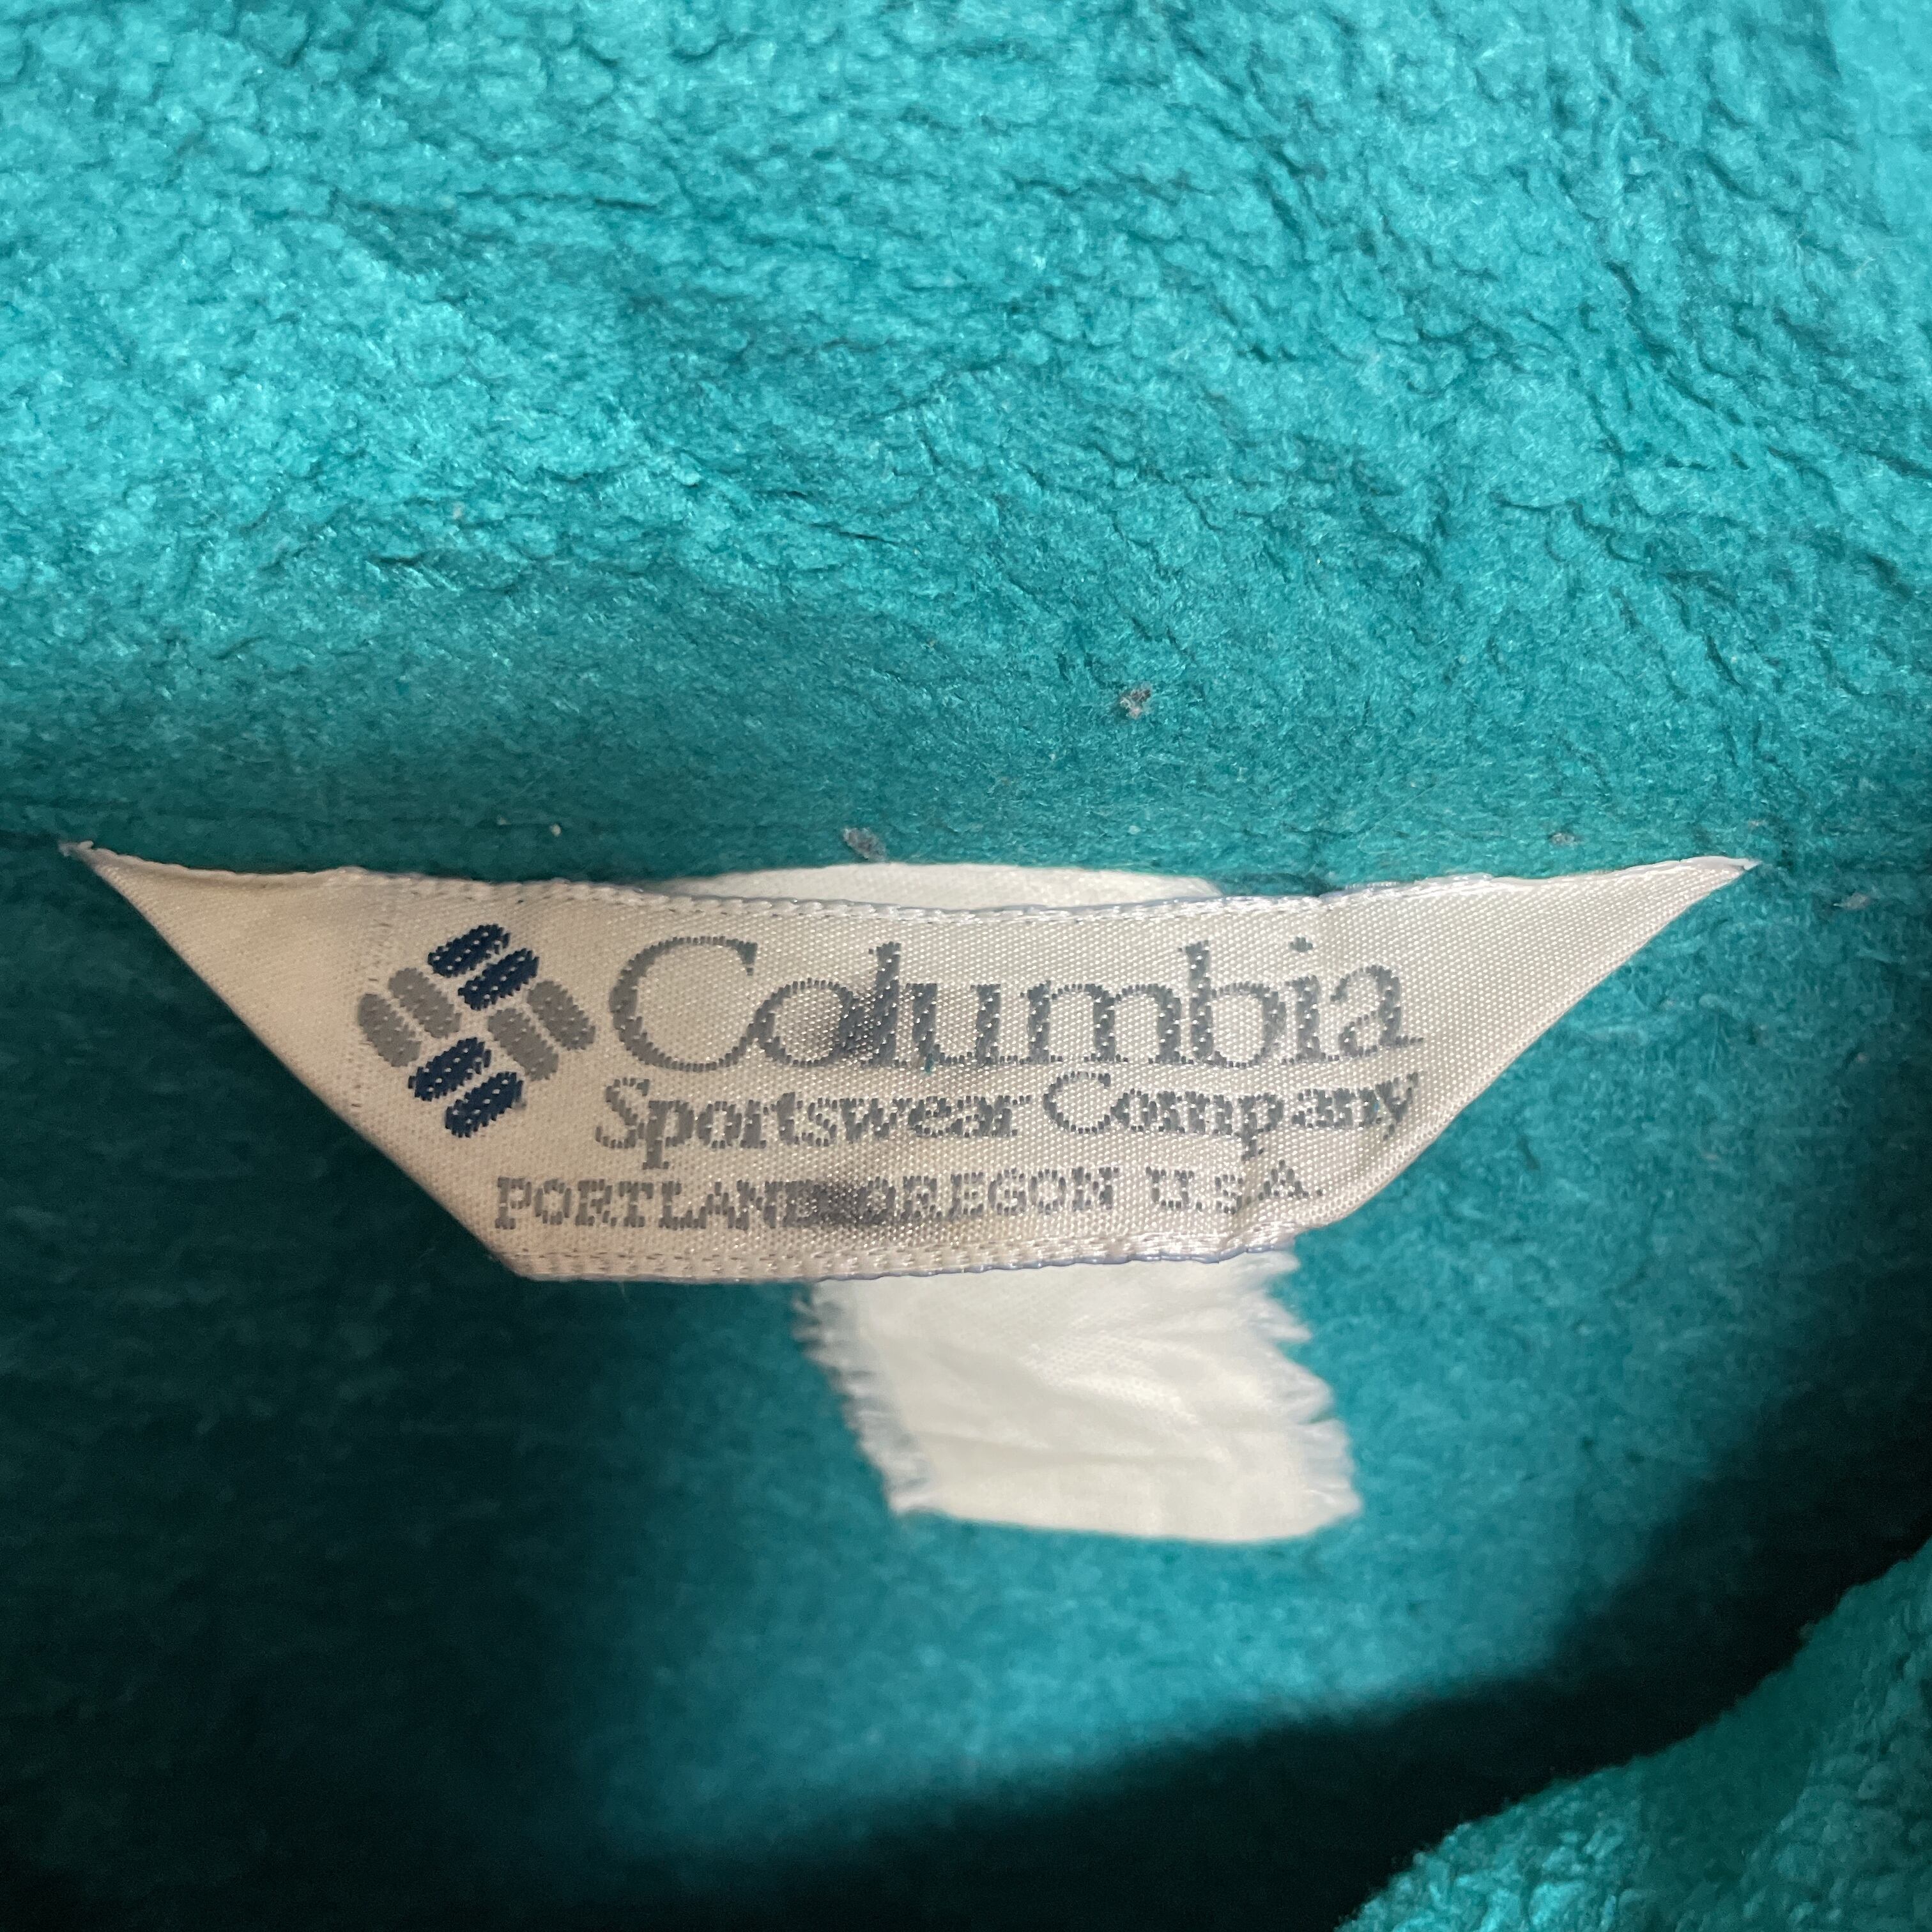 Columbia
Sportswear Company
PORTLAND OREGON U.S.A.